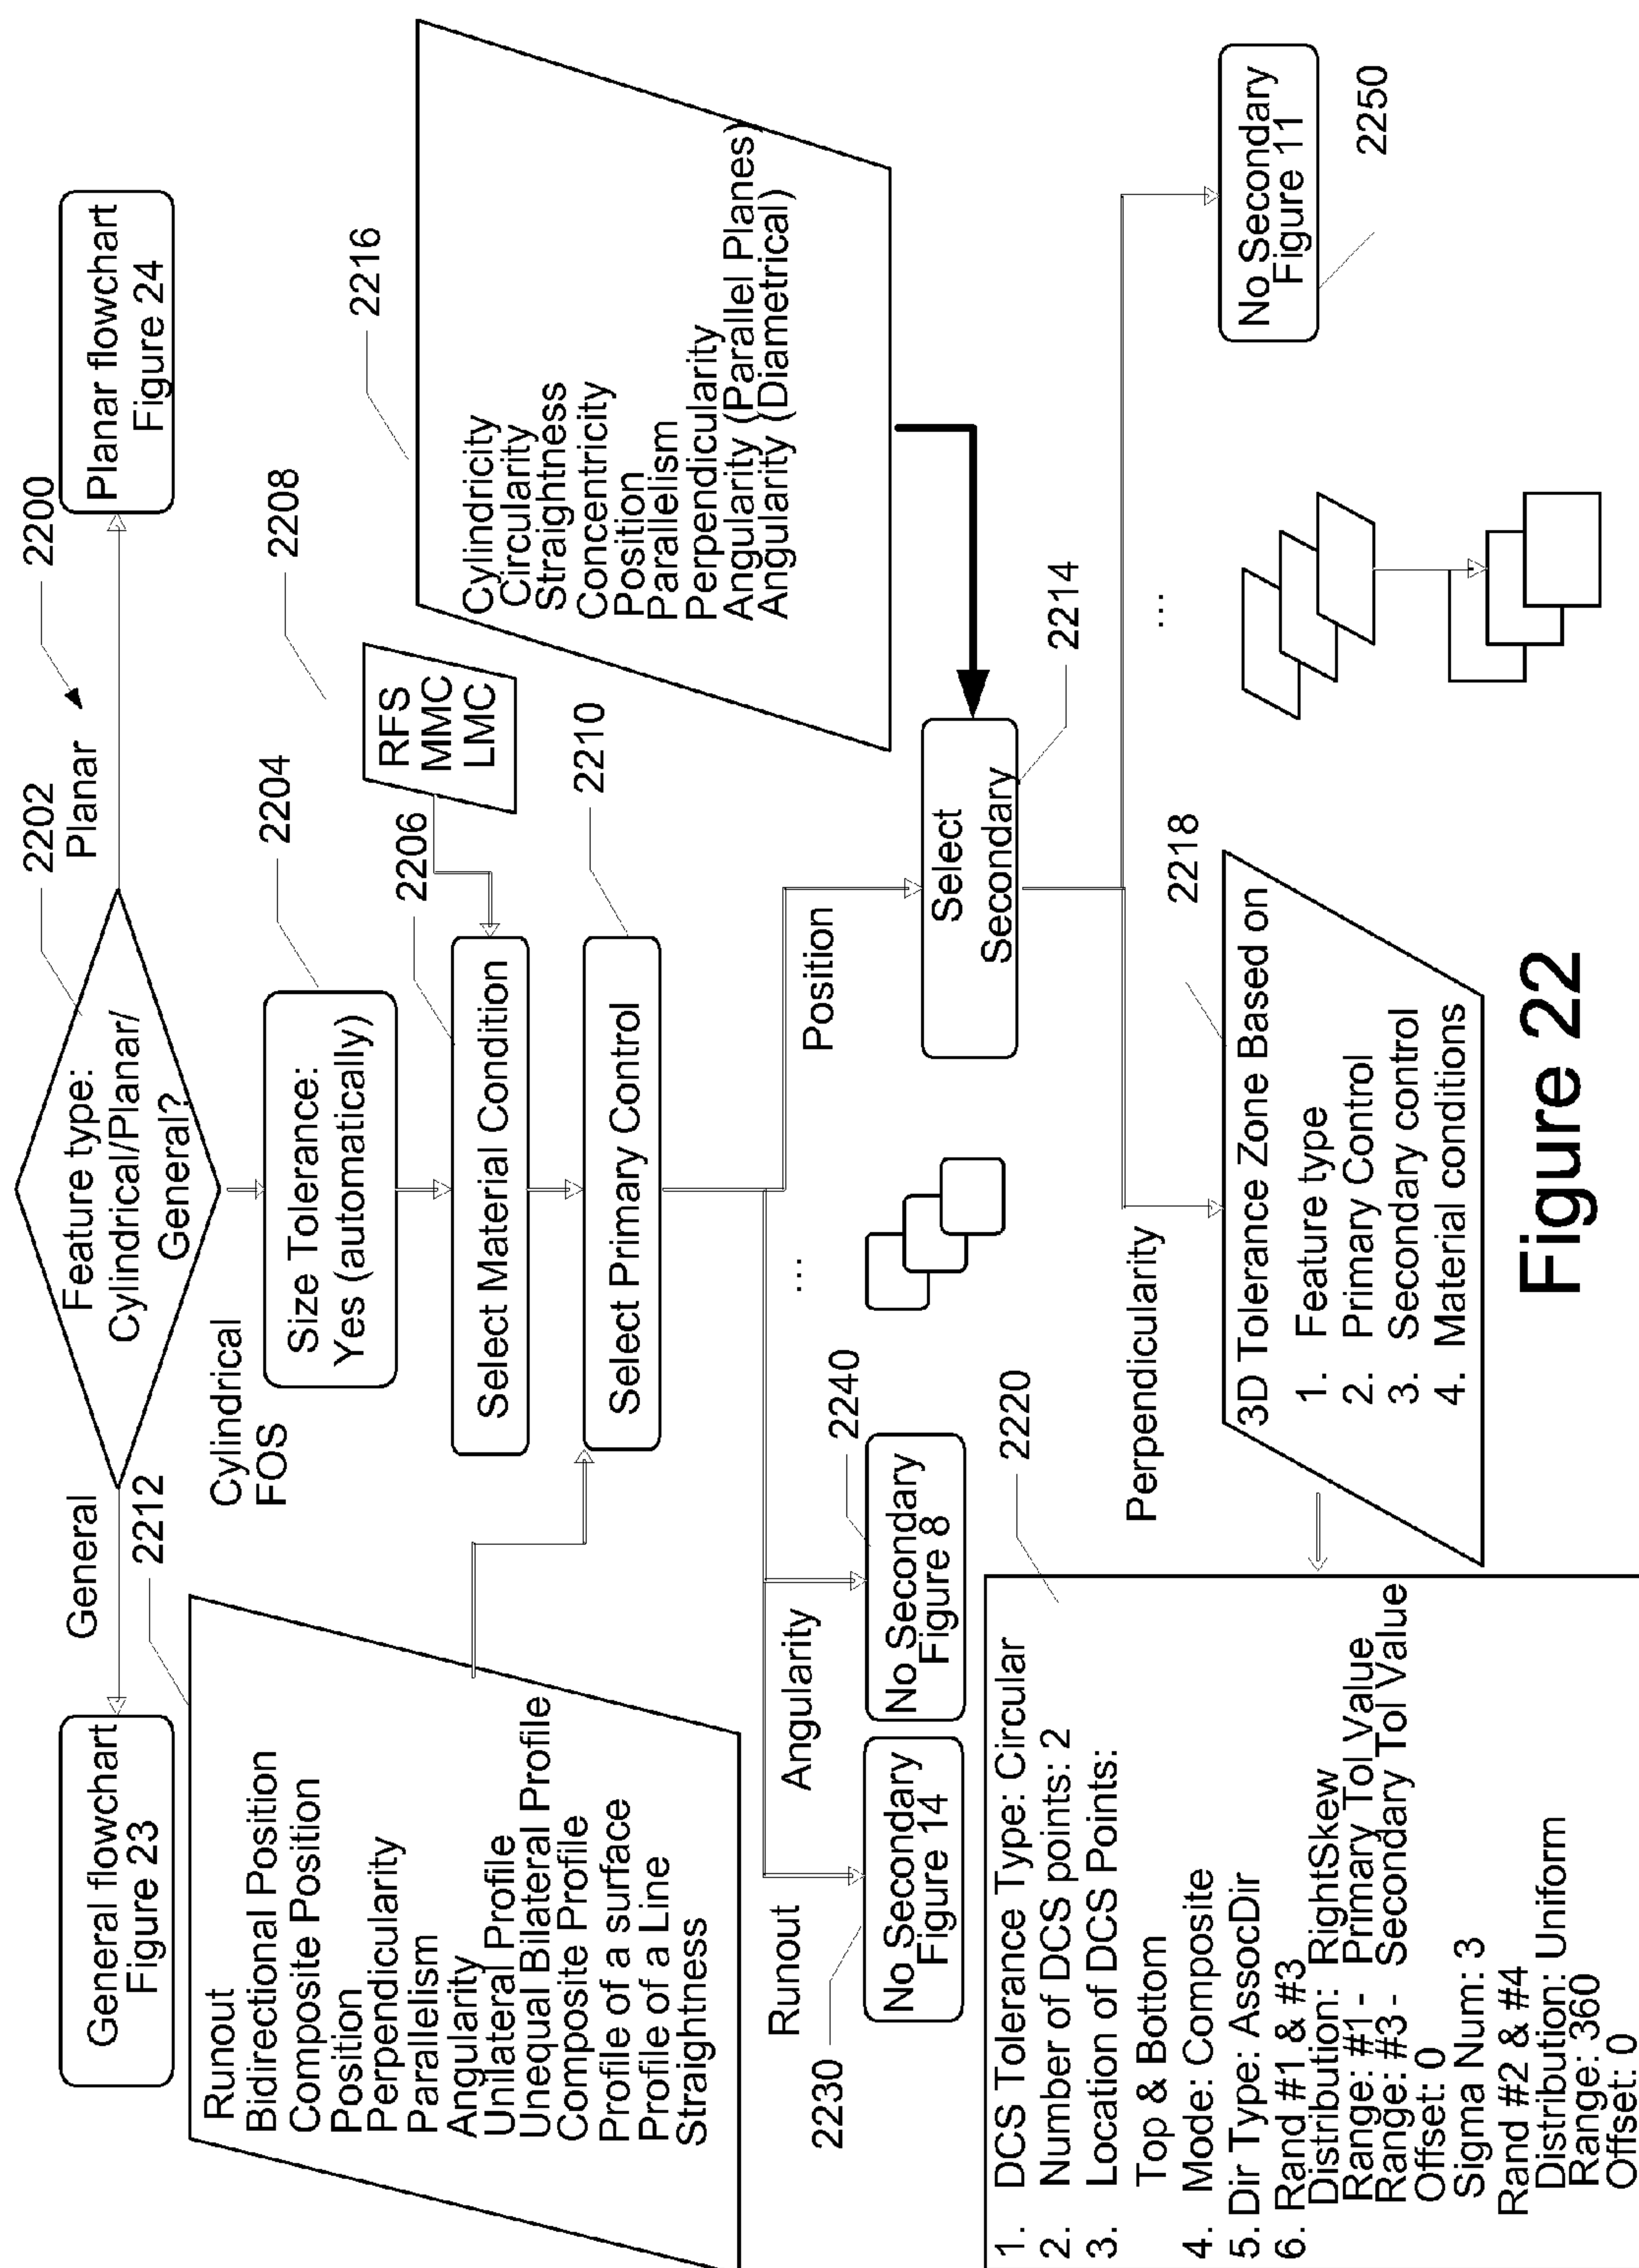 2200
2202
General
Planar
Feature type:
Cylindrical/Planar/
General?
General flowchart
Figure 23
Planar flowchart
Figure 24
2212
Cylindrical
FOS
2204
Size Tolerance:
Yes (automatically)
2208
RFS
MMC
LMC
2206
Select Material Condition
2210
Select Primary Control
Runout
Bidirectional Position
Composite Position
Position
Perpendicularity
Parallelism
Angularity
Unilateral Profile
Unequal Bilateral Profile
Composite Profile
Profile of a surface
Profile of a Line
Straightness
2216
Cylindricity
Circularity
Straightness
Concentricity
Position
Parallelism
Perpendicularity
Angularity (Parallel Planes)
Angularity (Diametrical)
Runout
Angularity
...
Position
2230
No Secondary
Figure 14
2240
No Secondary
Figure 8
Select
Secondary
2214
2220
1. DCS Tolerance Type: Circular
2. Number of DCS points: 2
3. Location of DCS Points:
Top & Bottom
4. Mode: Composite
5. Dir Type: AssocDir
6. Rand #1 & #3
Distribution: RightSkew
Range: #1 - Primary Tol Value
Range: #3 - Secondary Tol Value
Offset: 0
Sigma Num: 3
Rand #2 & #4
Distribution: Uniform
Range: 360
Offset: 0
Perpendicularity
2218
3D Tolerance Zone Based on
1. Feature type
2. Primary Control
3. Secondary control
4. Material conditions
...
No Secondary
Figure 11
2250
Figure 22